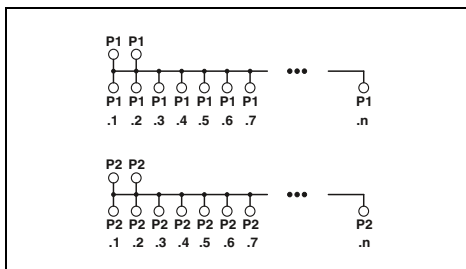 P1 P1
P1 P1 P1 P1 P1 P1 P1 P1
.1 .2 .3 .4 .5 .6 .7 .n
P2 P2
P2 P2 P2 P2 P2 P2 P2 P2
.1 .2 .3 .4 .5 .6 .7 .n